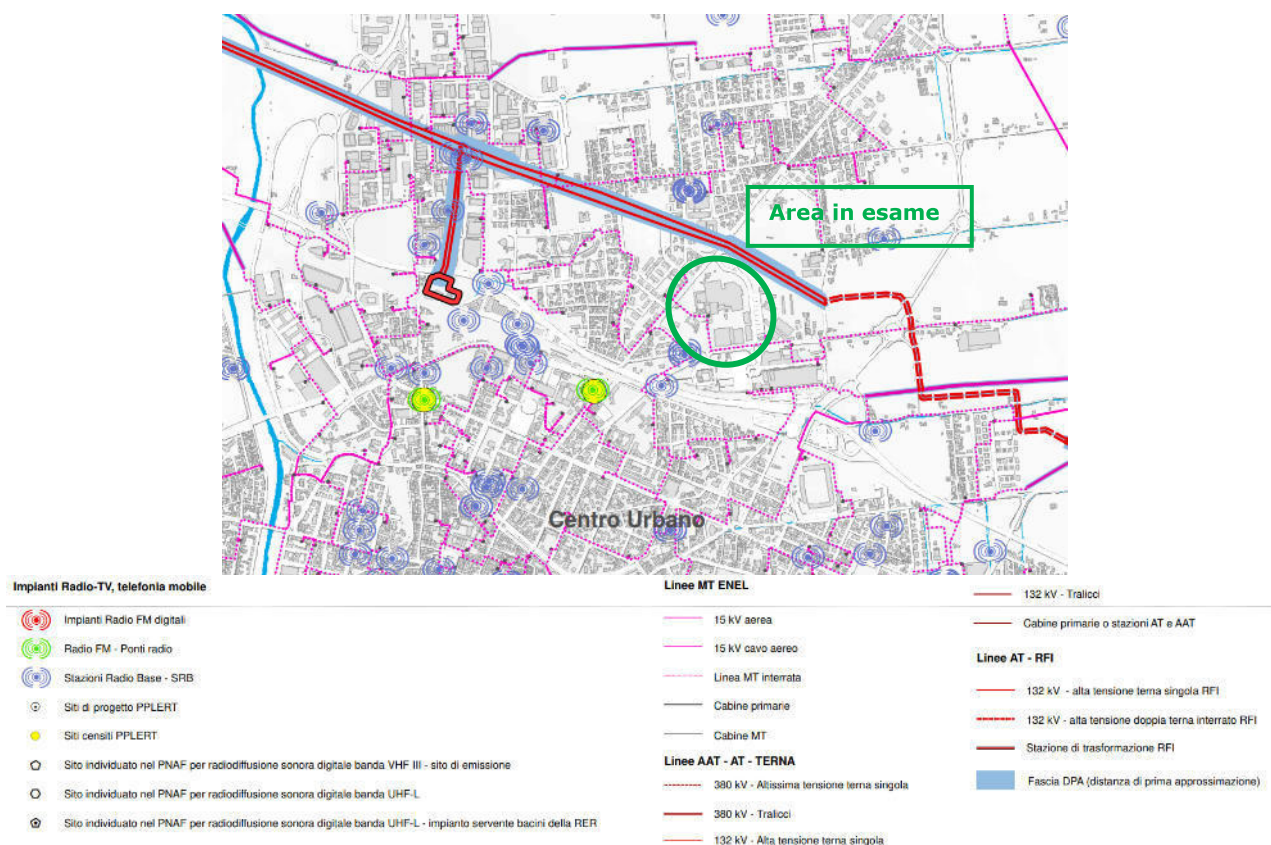 Area in esame
Centro Urbano
Impianti Radio-TV, telefonia mobile
Impianti Radio FM digitali
Radio FM - Ponti radio
Stazioni Radio Base - SRB
Siti di progetto PPLERT
Siti censiti PPLERT
Sito individuato nel PNAF per radiodiffusione sonora digitale banda VHF III - sito di emissione
Sito individuato nel PNAF per radiodiffusione sonora digitale banda UHF-L
Sito individuato nel PNAF per radiodiffusione sonora digitale banda UHF-L - impianto servente bacini della RER
Linee MT ENEL
15 kV aerea
15 kV cavo aereo
Linea MT interrata
Cabine primarie
Cabine MT
Linee AAT - AT - TERNA
380 kV - Altissima tensione terna singola
380 kV - Tralicci
132 kV - Alta tensione terna singola
132 kV - Tralicci
Cabine primarie o stazioni AT e AAT
Linee AT - RFI
132 kV - alta tensione terna singola RFI
132 kV - alta tensione doppia terna interrato RFI
Stazione di trasformazione RFI
Fascia DPA (distanza di prima approssimazione)